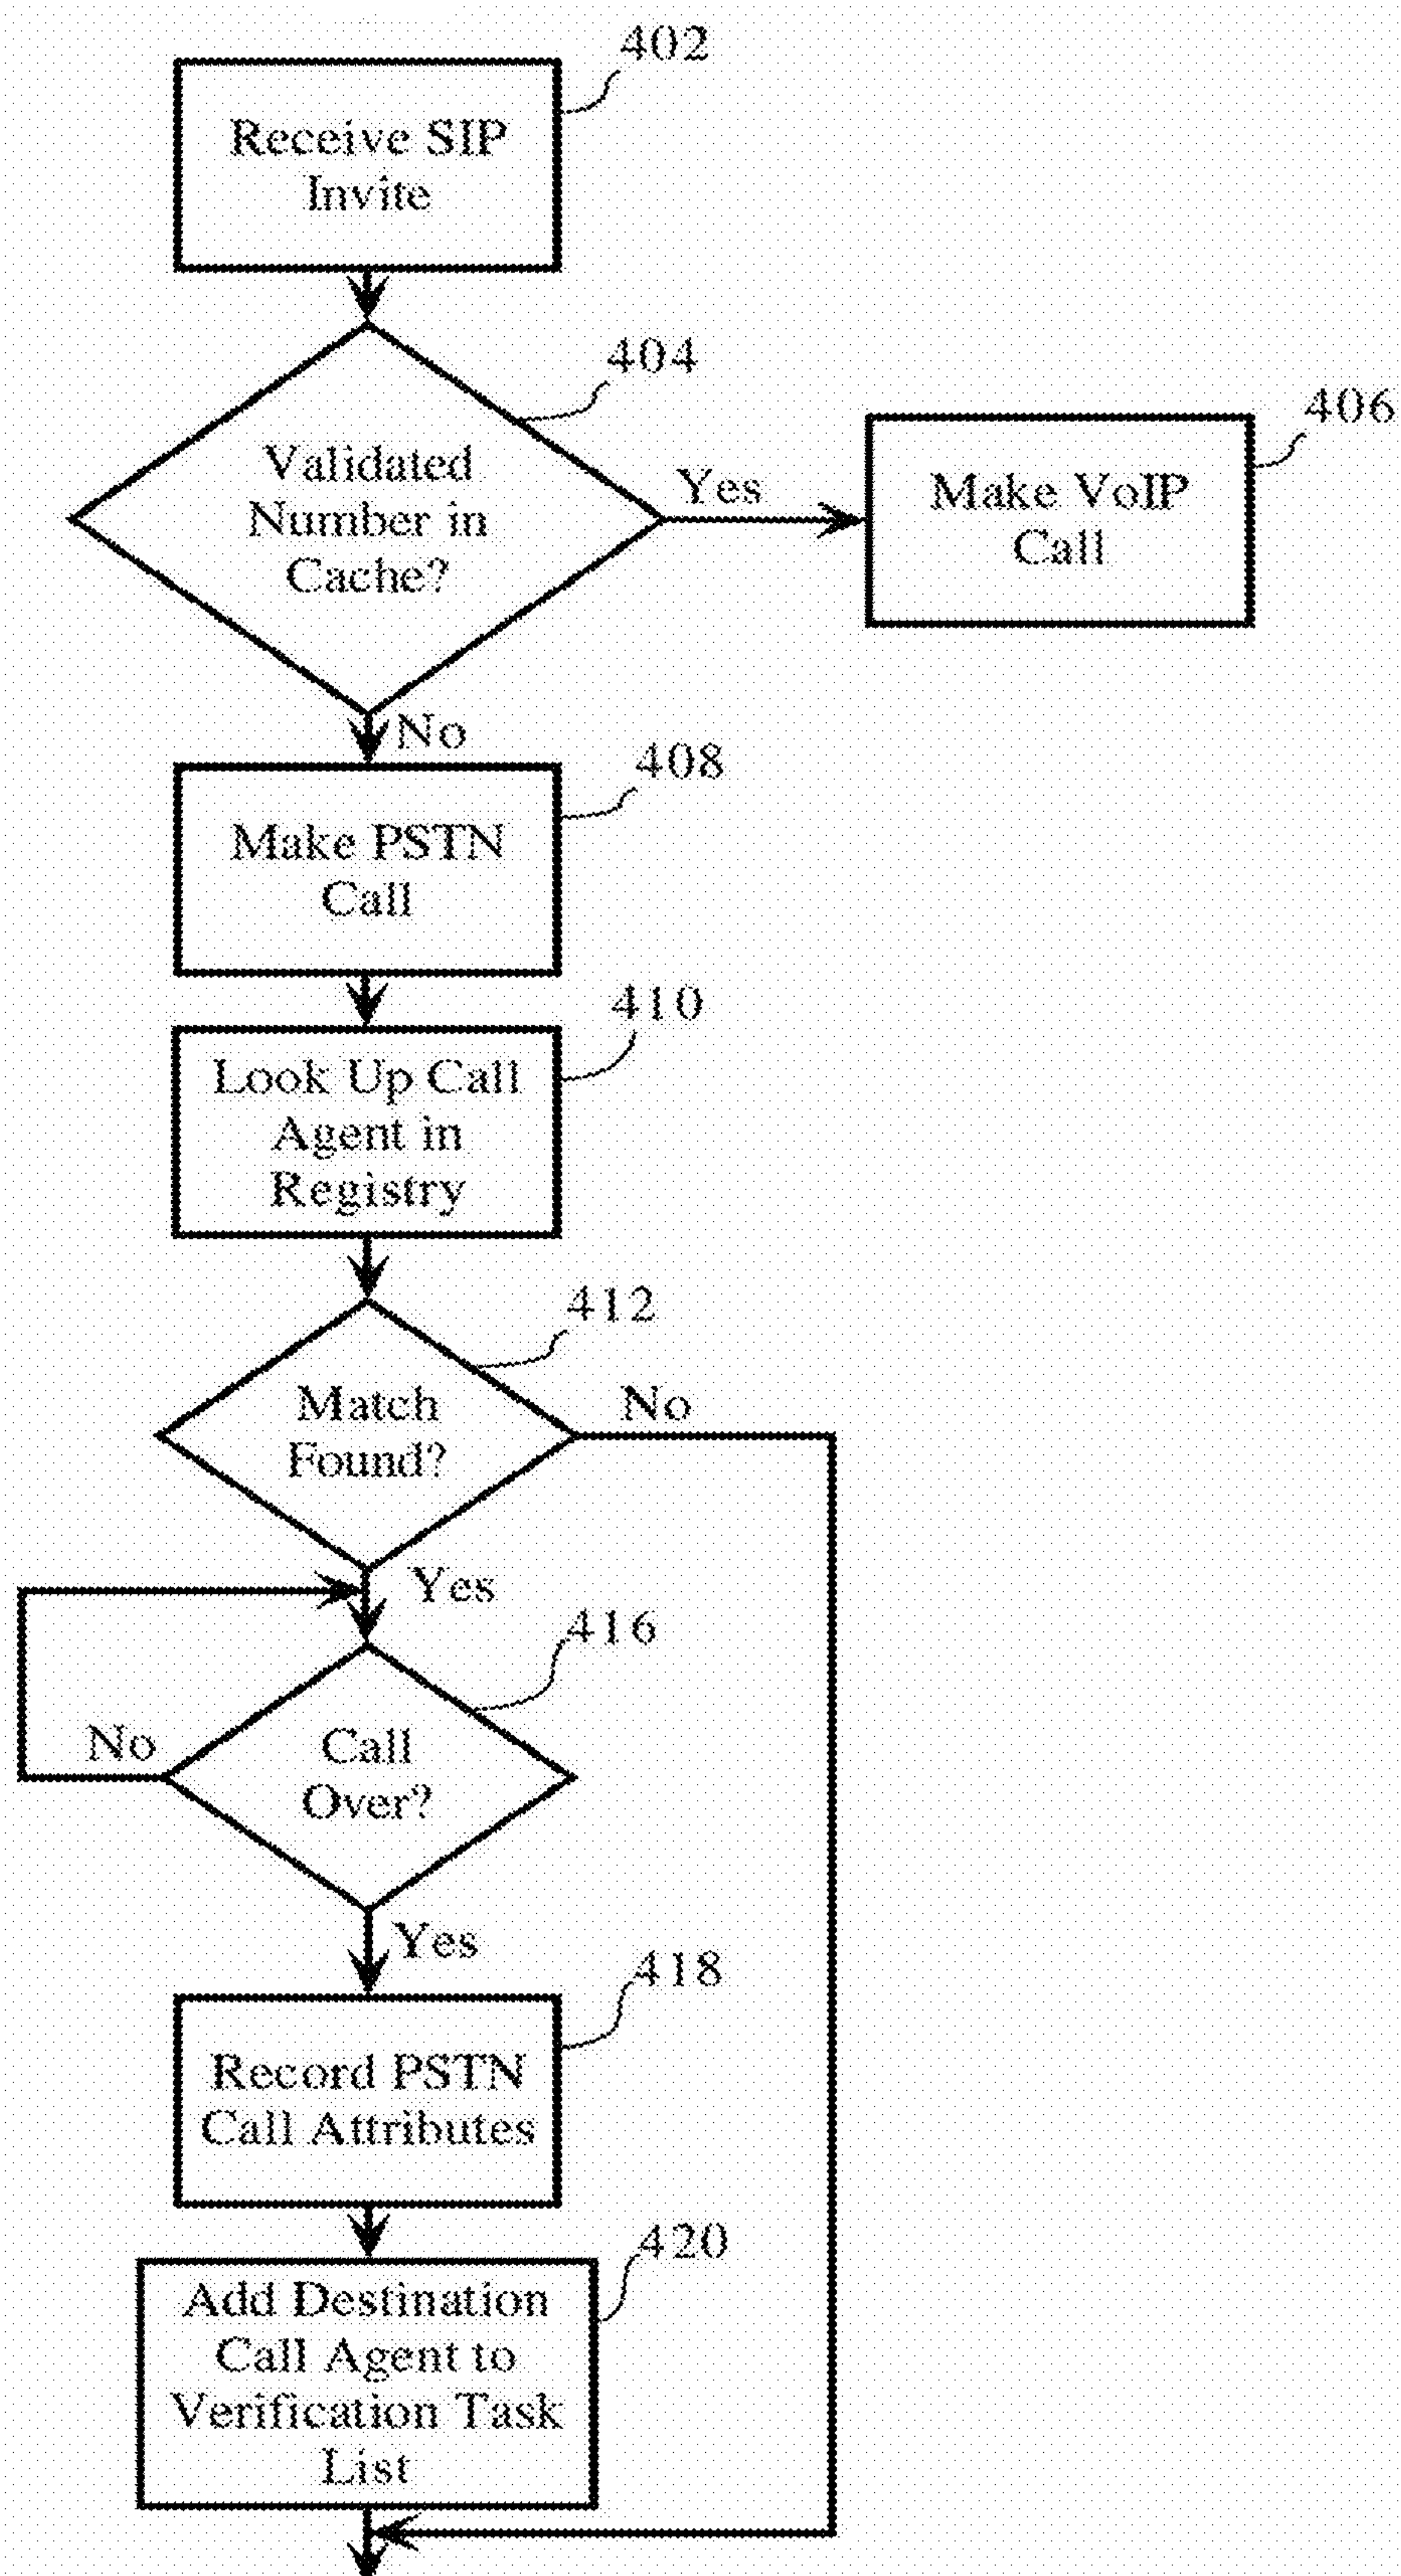 402
Receive SIP
Invite
404
Validated
Number in
Cache?
Yes
406
Make VoIP
Call
No
408
Make PSTN
Call
410
Look Up Call
Agent in
Registry
412
Match
Found?
No
Yes
416
Call
Over?
No
Yes
418
Record PSTN
Call Attributes
420
Add Destination
Call Agent to
Verification Task
List